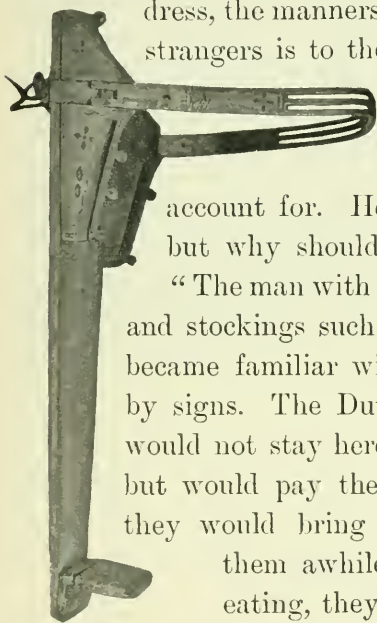 dress, the manners
strangers is to the
account for. He
but why should
“ The man with
and stockings such
became familiar wi
by signs. The Du
would not stay here
but would pay the
they would bring
them awhile
eating, they